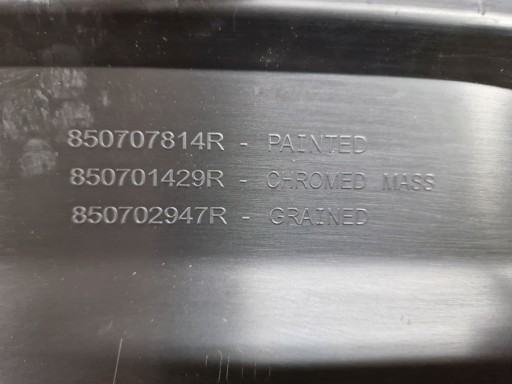 850707814R - PAINTED
850701429R - CHROMED MASS
850702947R - GRAINED